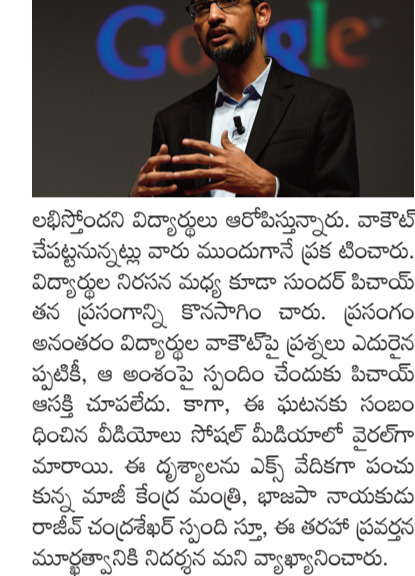 Google
లభిస్తోందని విద్యార్థులు ఆరోపిస్తున్నారు. వాకౌట్
చేపట్టనున్నట్లు వారు ముందుగానే ప్రక టించారు.
విద్యార్థుల నిరసన మధ్య కూడా సుందర్ పిచాయ్
తన ప్రసంగాన్ని కొనసాగిం చారు. ప్రసంగం
అనంతరం విద్యార్థుల వాకౌట్‌పై ప్రశ్నలు ఎదురైన
ప్పటికీ, ఆ అంశంపై స్పందిం చేందుకు పిచాయ్
ఆసక్తి చూపలేదు. కాగా, ఈ ఘటనకు సంబం
ధించిన వీడియోలు సోషల్ మీడియాలో వైరల్‌గా
మారాయి. ఈ దృశ్యాలను ఎక్స్ వేదికగా పంచు
కున్న మాజీ కేంద్ర మంత్రి, భాజపా నాయకుడు
రాజీవ్ చంద్రశేఖర్ స్పంది స్తూ, ఈ తరహా ప్రవర్తన
మూర్ఖత్వానికి నిదర్శన మని వ్యాఖ్యానించారు.